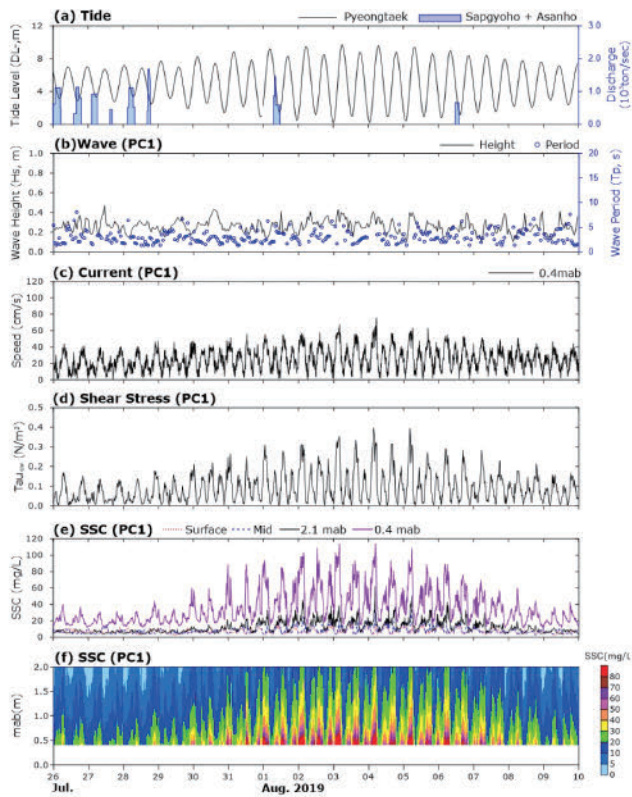 (a) Tide
Pyeongtaek
Sapgyoho + Asanho
Tide Level (DL-,m)
12
8
4
0
3.0
2.0
1.0
0.0
Discharge
(10³ton/sec)
(b)Wave (PC1)
Height
Period
Wave Height (Hs, m)
1.0
0.8
0.6
0.4
0.2
0.0
20
15
10
5
0
Wave Period (Tp, s)
(c) Current (PC1)
0.4mab
Speed (cm/s)
120
100
80
60
40
20
0
(d) Shear Stress (PC1)
(N/m²)
0.5
0.4
0.3
0.2
0.1
0.0
(e) SSC (PC1)
Surface
Mid
2.1 mab
0.4 mab
SSC (mg/L)
120
100
80
60
40
20
0
(f) SSC (PC1)
SSC(mg/L)
mab(m)
2.0
1.5
1.0
0.5
0.0
80
70
60
50
40
30
20
10
5
0
26 27 28 29 30 31 01 02 03 04 05 06 07 08 09 10
Jul. Aug. 2019